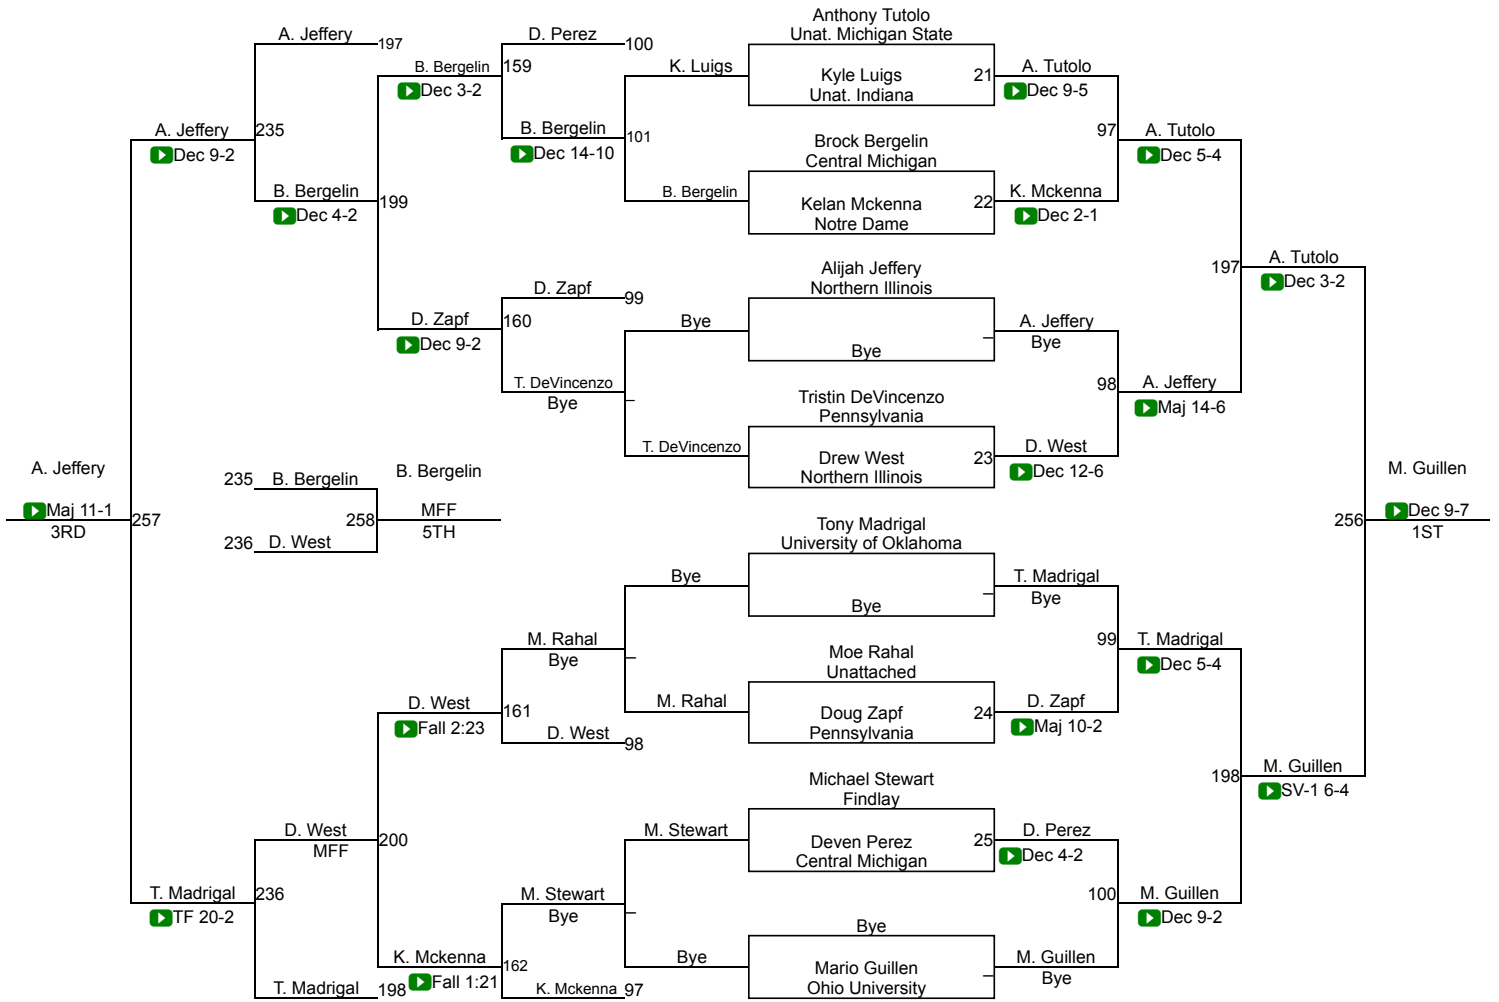 Anthony Tutolo
Unat. Michigan State
A. Jeffery
197
D. Perez
100
B. Bergelin
159
K. Luigs
Kyle Luigs
21
Unat. Indiana
A. Tutolo
Dec 3-2
Dec 9-5
A. Jeffery
235
B. Bergelin
101
Brock Bergelin
Central Michigan
97
A. Tutolo
Dec 9-2
Dec 14-10
Dec 5-4
B. Bergelin
199
B. Bergelin
Kelan Mckenna
22
Notre Dame
K. Mckenna
Dec 4-2
Dec 2-1
Alijah Jeffery
Northern Illinois
197
A. Tutolo
Dec 3-2
D. Zapf
99
D. Zapf
160
Bye
Bye
–
A. Jeffery
Bye
Dec 9-2
T. DeVincenzo
Bye
–
Tristin DeVincenzo
Pennsylvania
98
A. Jeffery
Maj 14-6
T. DeVincenzo
Drew West
23
Northern Illinois
D. West
Dec 12-6
A. Jeffery
235
B. Bergelin
B. Bergelin
M. Guillen
Maj 11-1
257
258
MFF
256
Dec 9-7
3RD
5TH
1ST
236
D. West
Tony Madrigal
University of Oklahoma
Bye
Bye
–
T. Madrigal
Bye
M. Rahal
Bye
–
Moe Rahal
Unattached
99
T. Madrigal
Dec 5-4
D. West
161
M. Rahal
Doug Zapf
24
Pennsylvania
D. Zapf
Fall 2:23
Maj 10-2
D. West
98
Michael Stewart
Findlay
198
M. Guillen
SV-1 6-4
D. West
200
MFF
M. Stewart
Deven Perez
25
Central Michigan
D. Perez
Dec 4-2
T. Madrigal
236
M. Stewart
Bye
–
100
M. Guillen
TF 20-2
Dec 9-2
Bye
K. Mckenna
162
Bye
Mario Guillen
–
Ohio University
M. Guillen
Bye
Fall 1:21
T. Madrigal
198
K. Mckenna
97